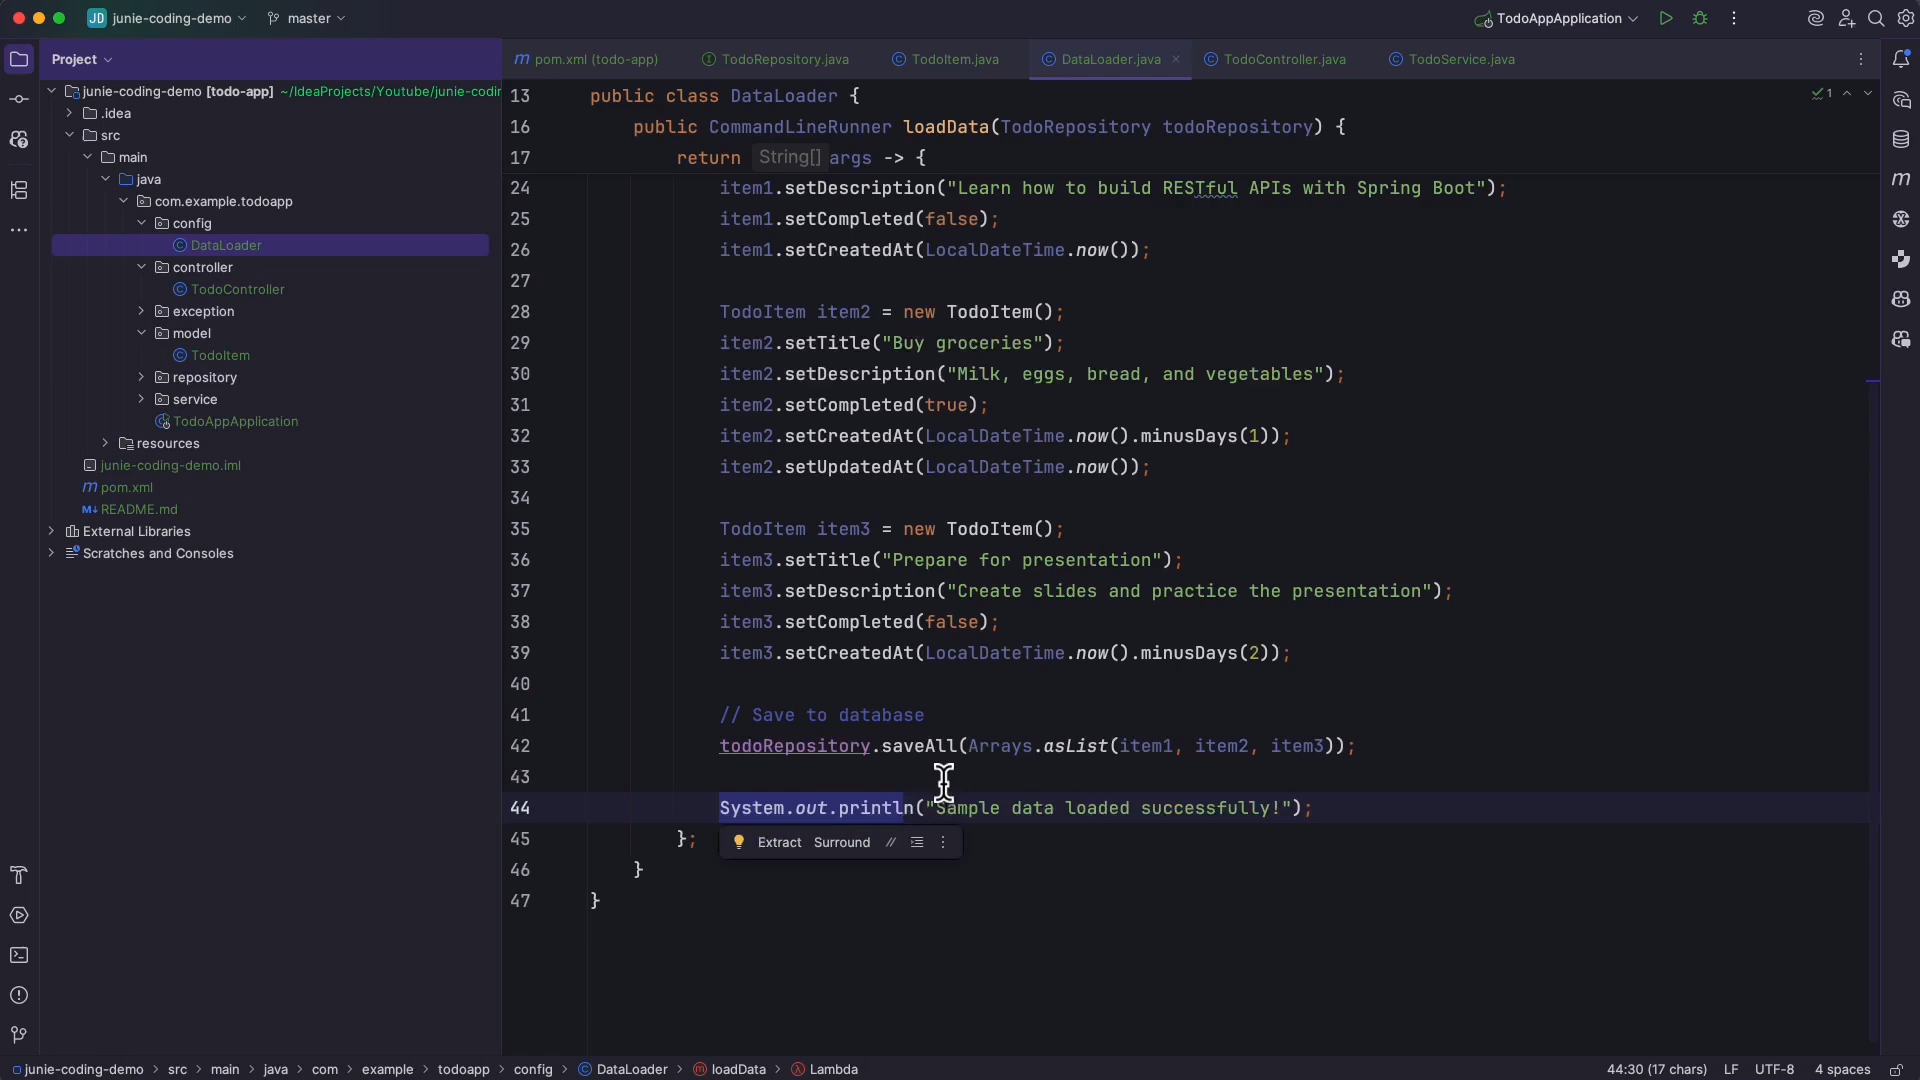 JD junie-coding-demo master TodoAppApplication
Project
junie-coding-demo [todo-app] ~/IdeaProjects/Youtube/junie-codin
.idea
src
main
java
com.example.todoapp
config
DataLoader
controller
TodoController
exception
model
TodoItem
repository
service
TodoAppApplication
resources
junie-coding-demo.iml
pom.xml
README.md
External Libraries
Scratches and Consoles
pom.xml (todo-app) TodoRepository.java TodoItem.java DataLoader.java TodoController.java TodoService.java
13 public class DataLoader { 1
16 public CommandLineRunner loadData(TodoRepository todoRepository) {
17 return String[] args -> {
24 item1.setDescription("Learn how to build RESTful APIs with Spring Boot");
25 item1.setCompleted(false);
26 item1.setCreatedAt(LocalDateTime.now());
27
28 TodoItem item2 = new TodoItem();
29 item2.setTitle("Buy groceries");
30 item2.setDescription("Milk, eggs, bread, and vegetables");
31 item2.setCompleted(true);
32 item2.setCreatedAt(LocalDateTime.now().minusDays(1));
33 item2.setUpdatedAt(LocalDateTime.now());
34
35 TodoItem item3 = new TodoItem();
36 item3.setTitle("Prepare for presentation");
37 item3.setDescription("Create slides and practice the presentation");
38 item3.setCompleted(false);
39 item3.setCreatedAt(LocalDateTime.now().minusDays(2));
40
41 // Save to database
42 todoRepository.saveAll(Arrays.asList(item1, item2, item3));
43
44 System.out.println("Sample data loaded successfully!");
45 };
Extract Surround //
46 }
47 }
junie-coding-demo > src > main > java > com > example > todoapp > config > DataLoader > loadData > Lambda 44:30 (17 chars) LF UTF-8 4 spaces